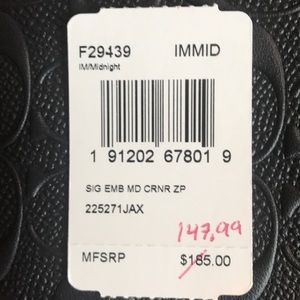 F29439 IMMID
IM/Midnight
1 91202 67801 9
SIG EMB MD CRNR ZP
225271JAX
147.99
MFSRP $185.00